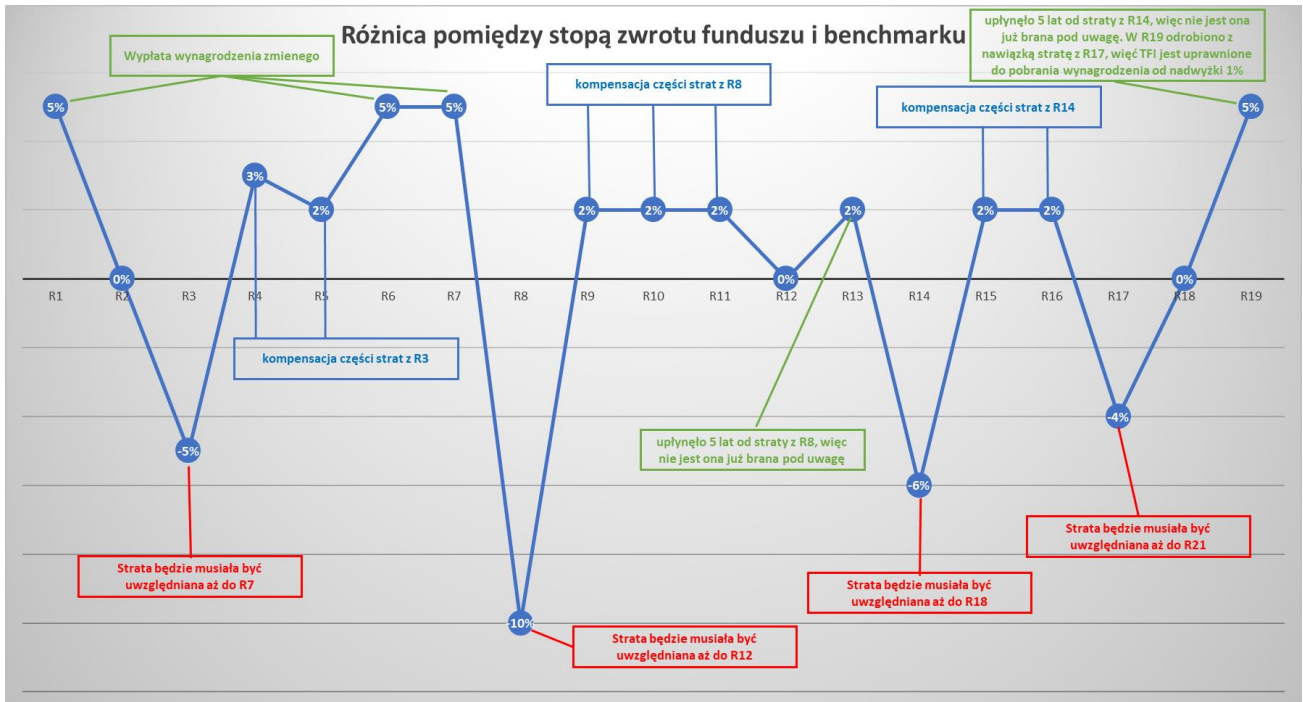 Różnica pomiędzy stopą zwrotu funduszu i benchmarku
upłynęło 5 lat od straty z R14, więc nie jest ona
już brana pod uwagę. W R19 odrobiono z
nawiązką stratę z R17, więć TFI jest uprawnione
do pobrania wynagrodzenia od nadwyżki 1%
Wypłata wynagrodzenia zmienego
kompensacja części strat z R8
kompensacja części strat z R14
5%
0%
-5%
3%
2%
5%
5%
-10%
2%
2%
2%
0%
2%
-6%
2%
2%
-4%
0%
5%
R1
R2
R3
R4
R5
R6
R7
R8
R9
R10
R11
R12
R13
R14
R15
R16
R17
R18
R19
kompensacja części strat z R3
upłynęło 5 lat od straty z R8, więc
nie jest ona już brana pod uwagę
Strata będzie musiała być
uwzględniana aż do R21
Strata będzie musiała być
uwzględniana aż do R7
Strata będzie musiała być
uwzględniana aż do R18
Strata będzie musiała być
uwzględniana aż do R12